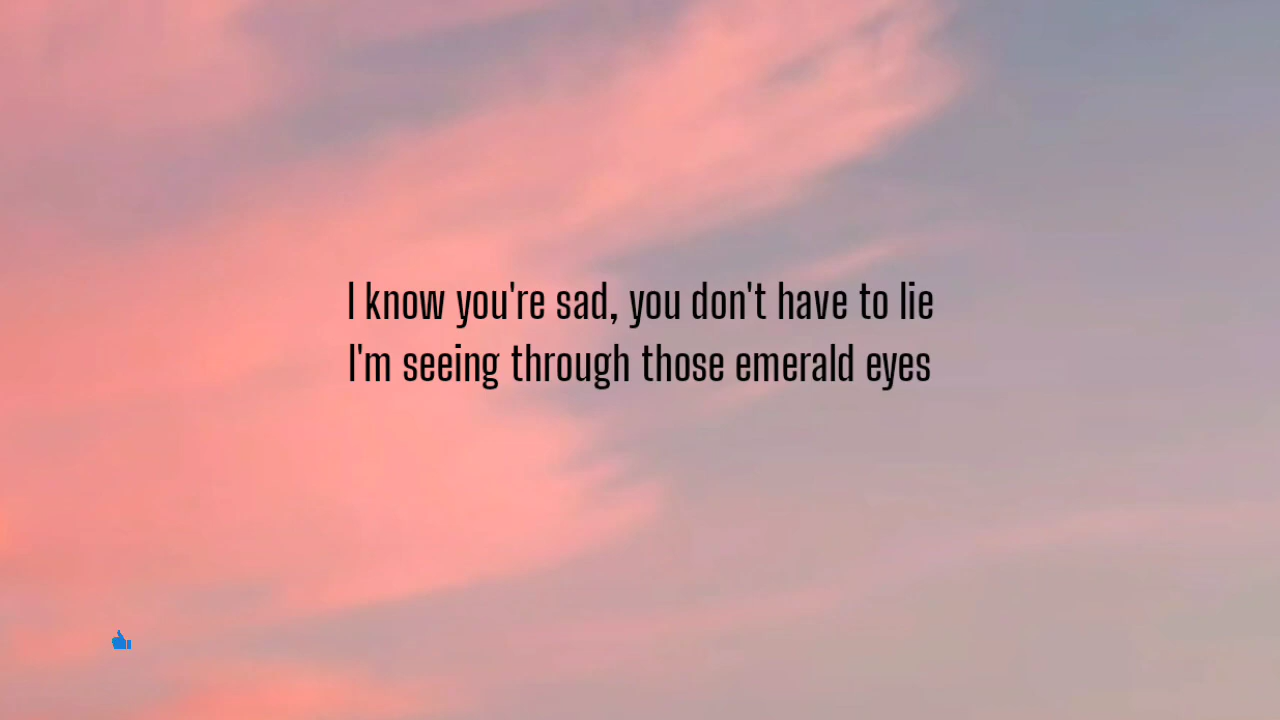 I know you're sad, you don't have to lie
I'm seeing through those emerald eyes